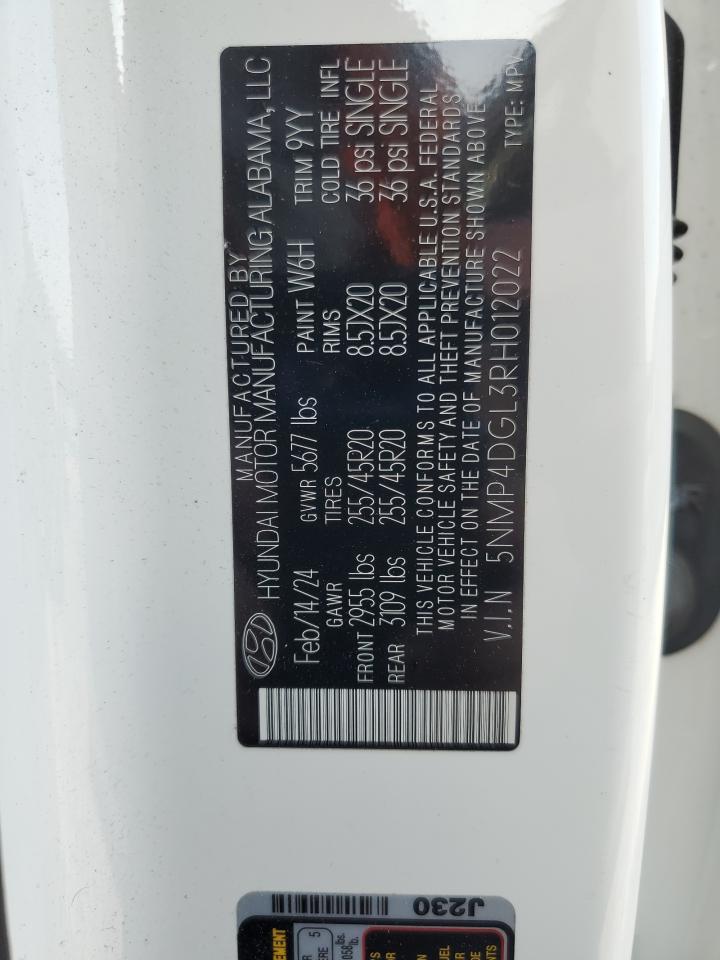 MANUFACTURED BY
HYUNDAI MOTOR MANUFACTURING ALABAMA, LLC
Feb/14/24 GVWR 5677 lbs PAINT W6H TRIM 9YY
GAWR TIRES RIMS COLD TIRE INFL
FRONT 2955 lbs 255/45R20 8.5JX20 36 psi SINGLE
REAR 3109 lbs 255/45R20 8.5JX20 36 psi SINGLE
THIS VEHICLE CONFORMS TO ALL APPLICABLE U.S.A. FEDERAL
MOTOR VEHICLE SAFETY AND THEFT PREVENTION STANDARDS
IN EFFECT ON THE DATE OF MANUFACTURE SHOWN ABOVE.
V.I.N 5NMP4DGL3RH012022 TYPE: MPV
J230
5
lbs.
lb.